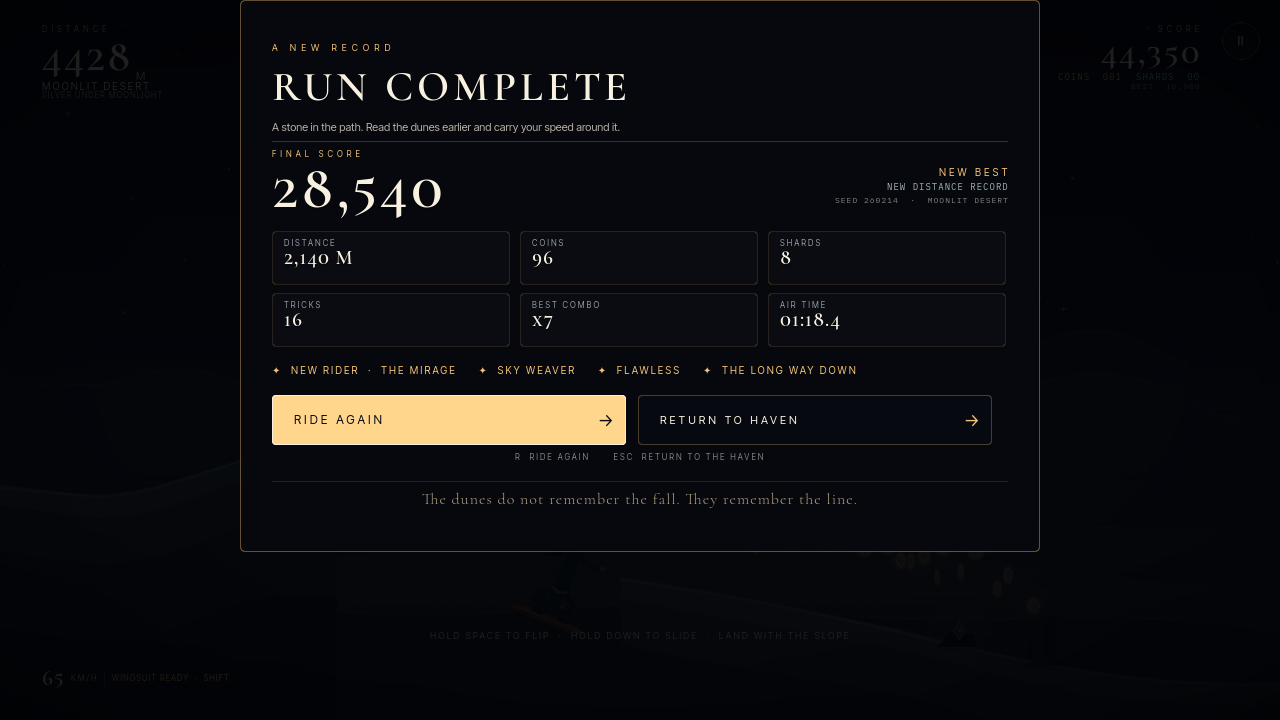 DISTANCE
4428 M
MOONLIT DESERT
SILVER UNDER MOONLIGHT
SCORE
44,350
COINS 001 SHARDS 00
A NEW RECORD
RUN COMPLETE
A stone in the path. Read the dunes earlier and carry your speed around it.
FINAL SCORE
28,540
NEW BEST
NEW DISTANCE RECORD
SEED 260214 · MOONLIT DESERT
DISTANCE
2,140 M
COINS
96
SHARDS
8
TRICKS
16
BEST COMBO
X7
AIR TIME
01:18.4
✦ NEW RIDER · THE MIRAGE ✦ SKY WEAVER ✦ FLAWLESS ✦ THE LONG WAY DOWN
RIDE AGAIN →
RETURN TO HAVEN →
R RIDE AGAIN ESC RETURN TO THE HAVEN
The dunes do not remember the fall. They remember the line.
HOLD SPACE TO FLIP · HOLD DOWN TO SLIDE · LAND WITH THE SLOPE
65 KM/H | WINGSUIT READY · SHIFT